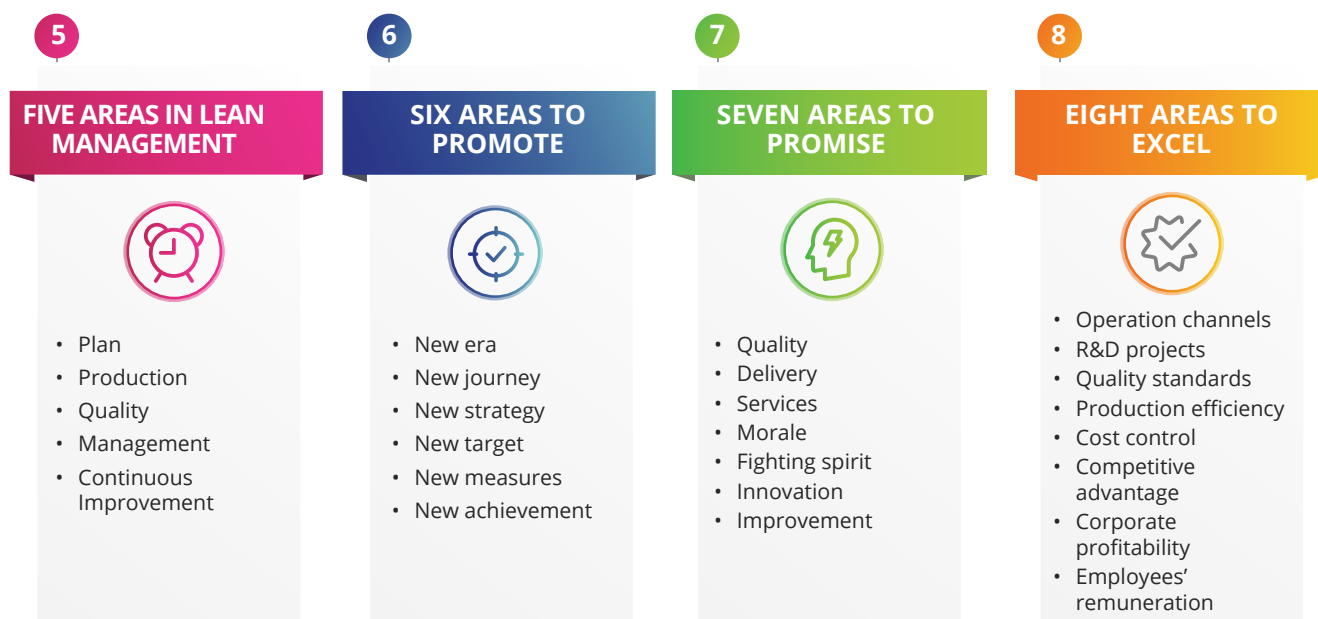 5
FIVE AREAS IN LEAN
MANAGEMENT
• Plan
• Production
• Quality
• Management
• Continuous
Improvement
6
SIX AREAS TO
PROMOTE
• New era
• New journey
• New strategy
• New target
• New measures
• New achievement
7
SEVEN AREAS TO
PROMISE
• Quality
• Delivery
• Services
• Morale
• Fighting spirit
• Innovation
• Improvement
8
EIGHT AREAS TO
EXCEL
• Operation channels
• R&D projects
• Quality standards
• Production efficiency
• Cost control
• Competitive
advantage
• Corporate
profitability
• Employees’
remuneration